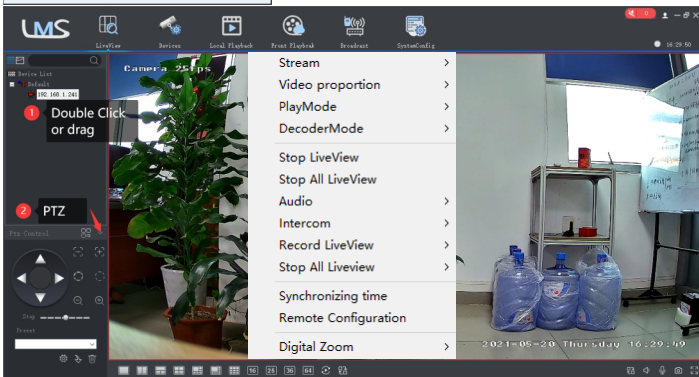 LMS
LiveView Devices Local Playback Front Playbcak Broadcast SystemConfig
16:29:50
Device List
Default
192.168.1.241
1 Double Click
or drag
2 PTZ
Ptz Control
Step
Preset
Camera 25fps
Stream
Video proportion
PlayMode
DecoderMode
Stop LiveView
Stop All LiveView
Audio
Intercom
Record LiveView
Stop All Liveview
Synchronizing time
Remote Configuration
Digital Zoom
2021-05-20 Thursday 16:29:49
16 25 36 64